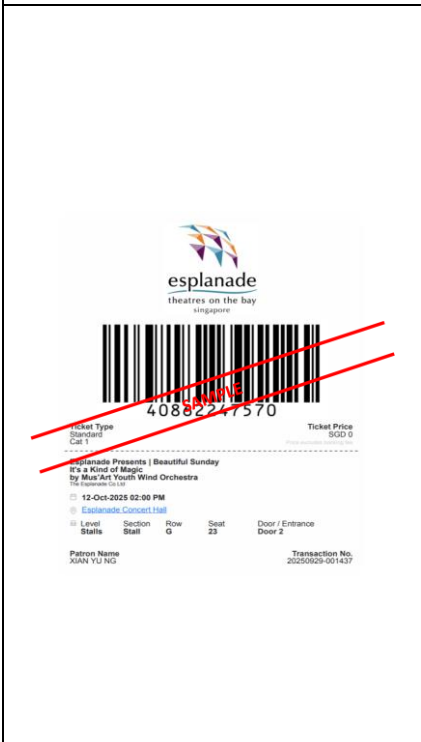 esplanade
theatres on the bay
singapore
SAMPLE
40882247570
Ticket Type
Standard
Cat 1
Ticket Price
SGD 0
Esplanade Presents | Beautiful Sunday
It's a Kind of Magic
by Mus'Art Youth Wind Orchestra
The Esplanade Co Ltd
12-Oct-2025 02:00 PM
Esplanade Concert Hall
Level Section Row Seat Door / Entrance
Stalls Stall G 23 Door 2
Patron Name
XIAN YU NG
Transaction No.
20250929-001437